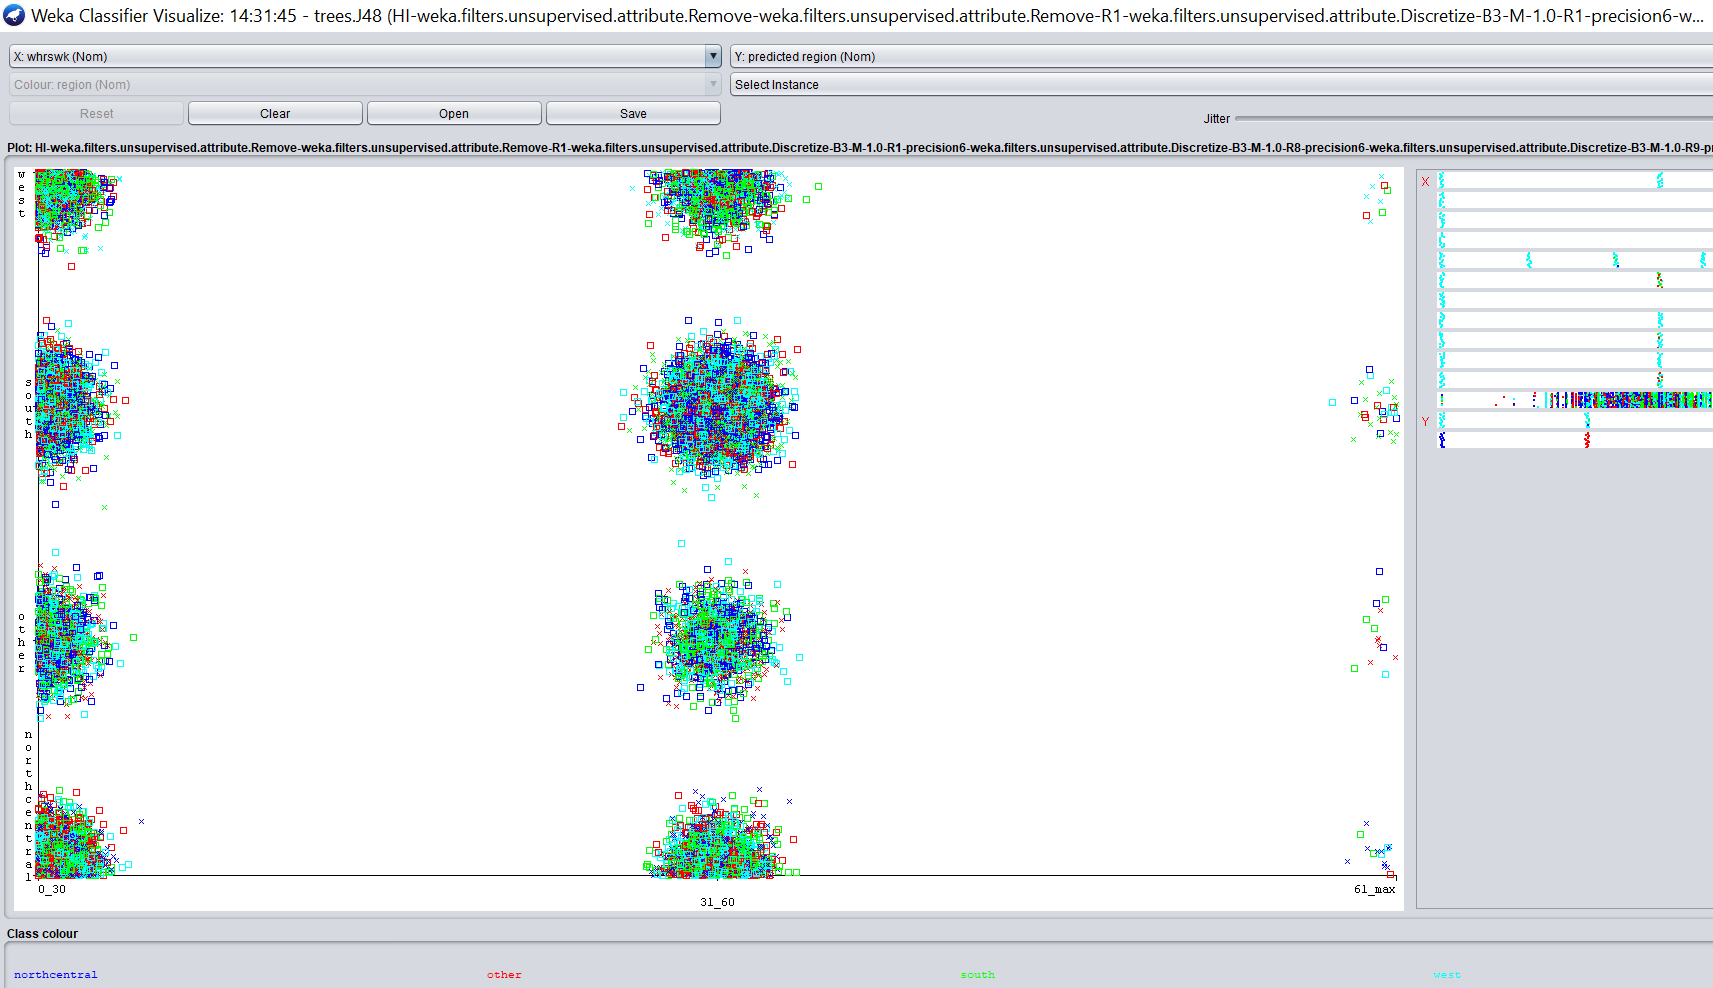 Weka Classifier Visualize: 14:31:45 - trees.J48 (HI-weka.filters.unsupervised.attribute.Remove-weka.filters.unsupervised.attribute.Remove-R1-weka.filters.unsupervised.attribute.Discretize-B3-M-1.0-R1-precision6-w...
X: whrswk (Nom)
Y: predicted region (Nom)
Colour: region (Nom)
Select Instance
Reset
Clear
Open
Save
Jitter
Plot: HI-weka.filters.unsupervised.attribute.Remove-weka.filters.unsupervised.attribute.Remove-R1-weka.filters.unsupervised.attribute.Discretize-B3-M-1.0-R1-precision6-weka.filters.unsupervised.attribute.Discretize-B3-M-1.0-R8-precision6-weka.filters.unsupervised.attribute.Discretize-B3-M-1.0-R9-p
west
south
other
northcentral
0_30
31_60
61_max
X
Y
Class colour
northcentral
other
south
west